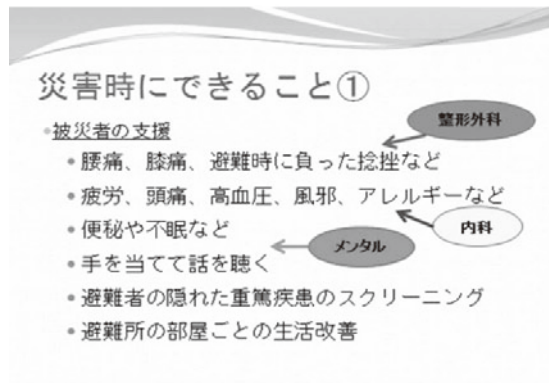 災害時にできること①
•被災者の支援
整形外科
•腰痛、膝痛、避難時に負った捻挫など
•疲労、頭痛、高血圧、風邪、アレルギーなど
内科
•便秘や不眠など
メンタル
•手を当てて話を聴く
•避難者の隠れた重篤疾患のスクリーニング
•避難所の部屋ごとの生活改善